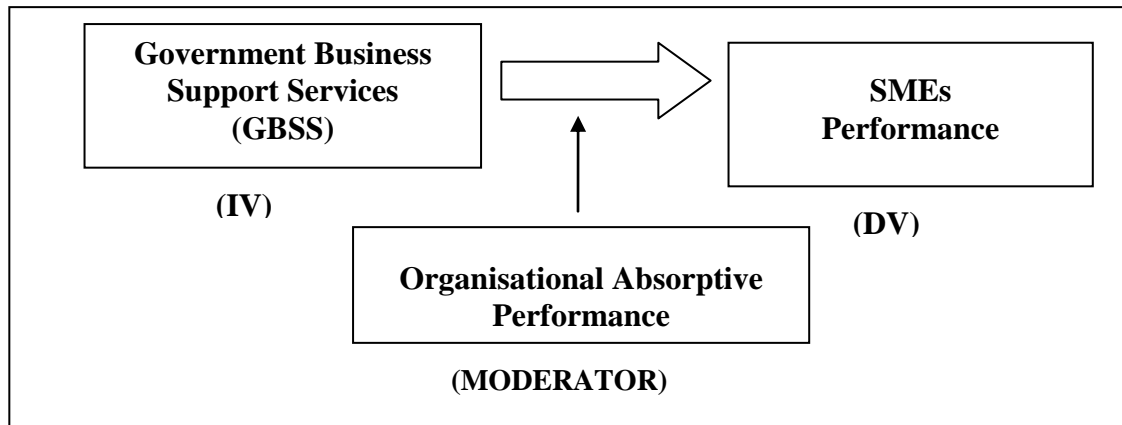 Government Business
Support Services
(GBSS)
SMEs
Performance
(IV)
(DV)
Organisational Absorptive
Performance
(MODERATOR)